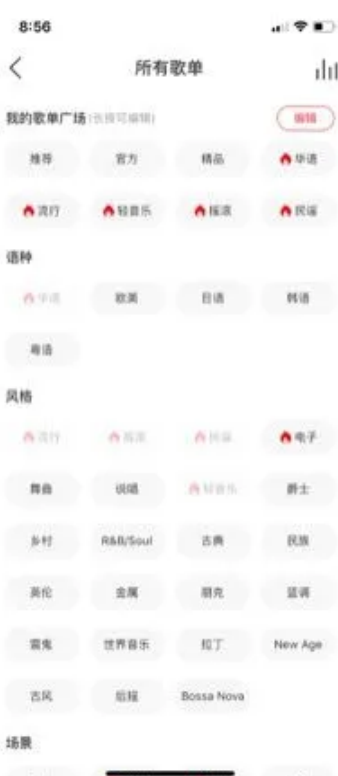 8:56
所有歌单
我的歌单广场 (长按可编辑) 编辑
推荐 官方 精品 华语
流行 轻音乐 摇滚 民谣
语种
华语 欧美 日语 韩语
粤语
风格
流行 摇滚 民谣 电子
舞曲 说唱 轻音乐 爵士
乡村 R&B/Soul 古典 民族
英伦 金属 朋克 蓝调
雷鬼 世界音乐 拉丁 New Age
古风 后摇 Bossa Nova
场景